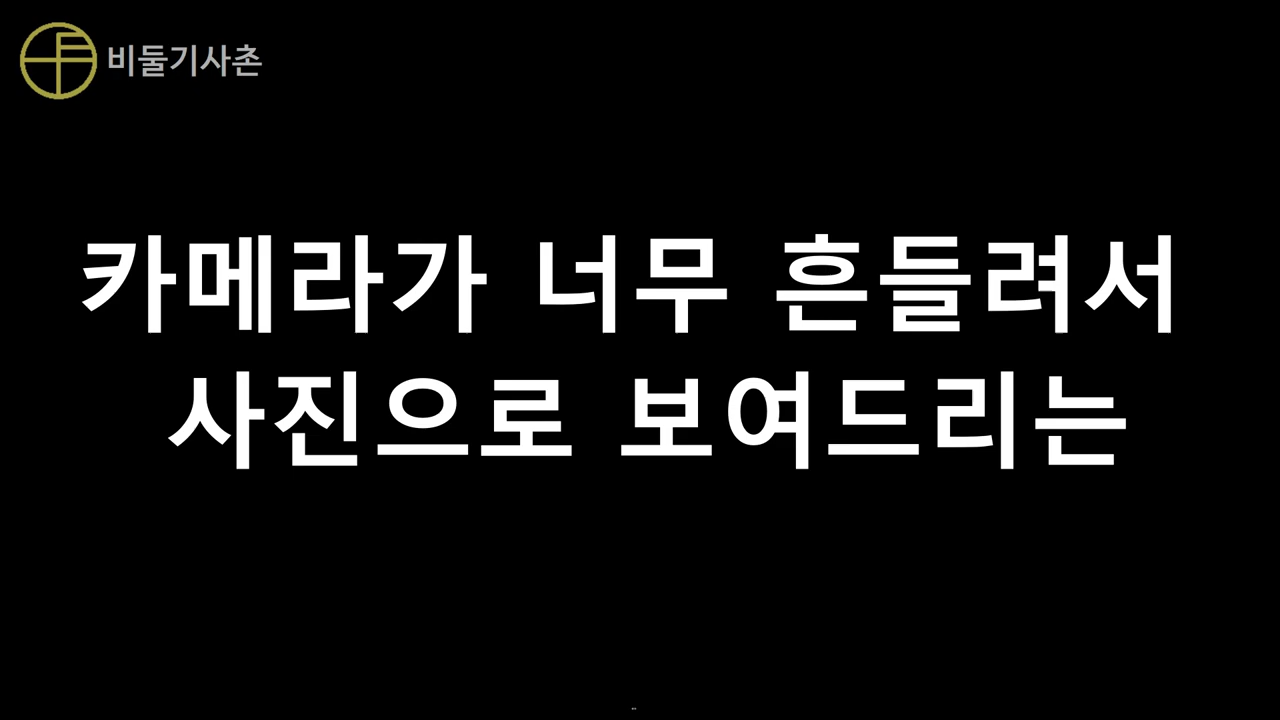 비둘기사촌
카메라가 너무 흔들려서
사진으로 보여드리는